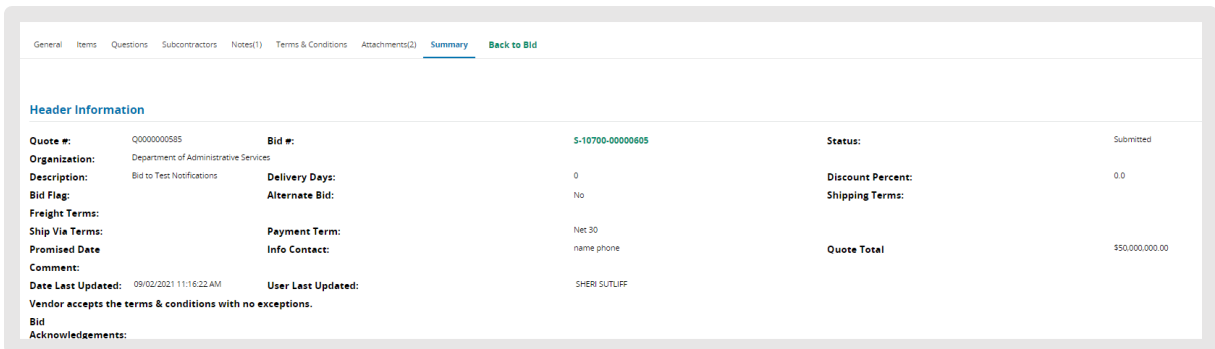 General Items Questions Subcontractors Notes(1) Terms & Conditions Attachments(2) Summary Back to Bid
Header Information
Quote #: Q0000000585 Bid #: S-10700-00000605 Status: Submitted
Organization: Department of Administrative Services
Description: Bid to Test Notifications Delivery Days: 0 Discount Percent: 0.0
Bid Flag: Alternate Bid: No Shipping Terms:
Freight Terms:
Ship Via Terms: Payment Term: Net 30
Promised Date Info Contact: name phone Quote Total $50,000,000.00
Comment:
Date Last Updated: 09/02/2021 11:16:22 AM User Last Updated: SHERI SUTLIFF
Vendor accepts the terms & conditions with no exceptions.
Bid
Acknowledgements: